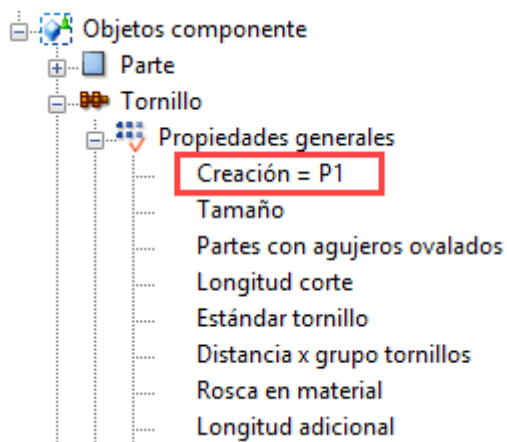 Objetos componente
Parte
Tornillo
Propiedades generales
Creación = P1
Tamaño
Partes con agujeros ovalados
Longitud corte
Estándar tornillo
Distancia x grupo tornillos
Rosca en material
Longitud adicional